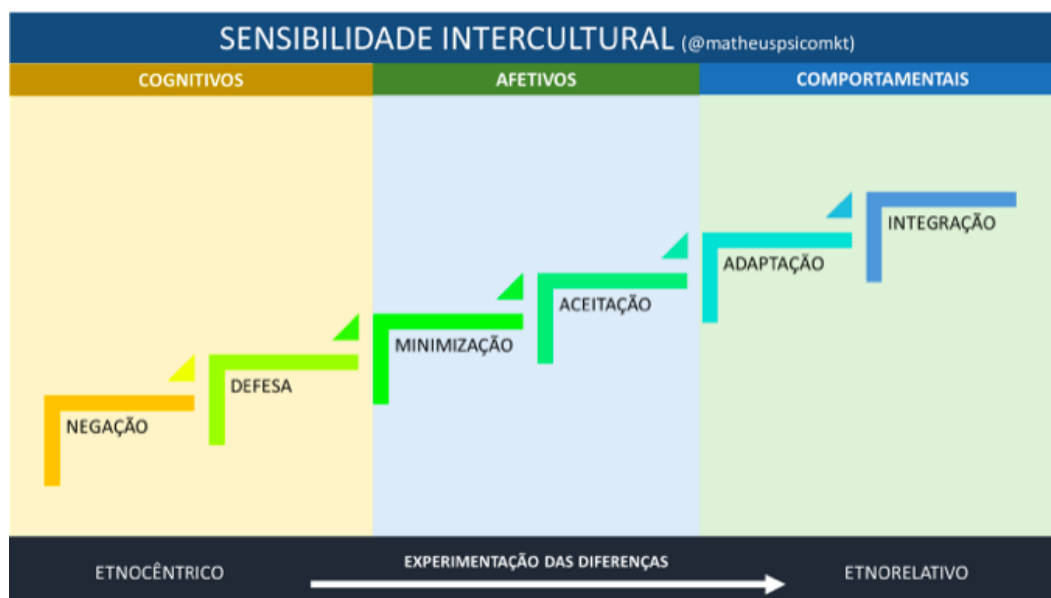 SENSIBILIDADE INTERCULTURAL (@matheuspsicomkt)
COGNITIVOS
AFETIVOS
COMPORTAMENTAIS
INTEGRAÇÃO
ADAPTAÇÃO
ACEITAÇÃO
MINIMIZAÇÃO
DEFESA
NEGAÇÃO
ETNOCÊNTRICO
EXPERIMENTAÇÃO DAS DIFERENÇAS
ETNORELATIVO